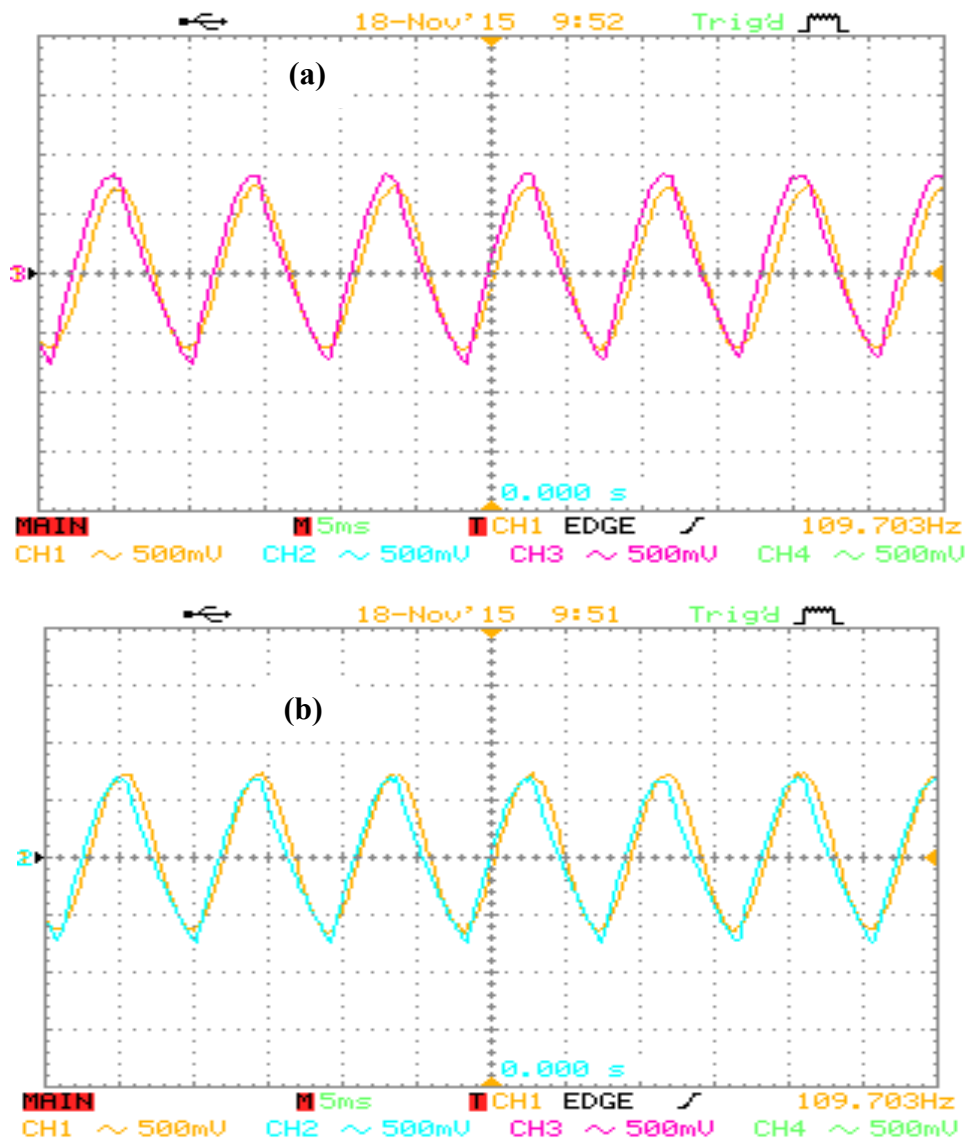 18-Nov'15 9:52 Trig'd
(a)
3
0.000 s
MAIN M 5ms T CH1 EDGE 109.703Hz
CH1 ~ 500mV CH2 ~ 500mV CH3 ~ 500mV CH4 ~ 500mV
18-Nov'15 9:51 Trig'd
(b)
2
0.000 s
MAIN M 5ms T CH1 EDGE 109.703Hz
CH1 ~ 500mV CH2 ~ 500mV CH3 ~ 500mV CH4 ~ 500mV